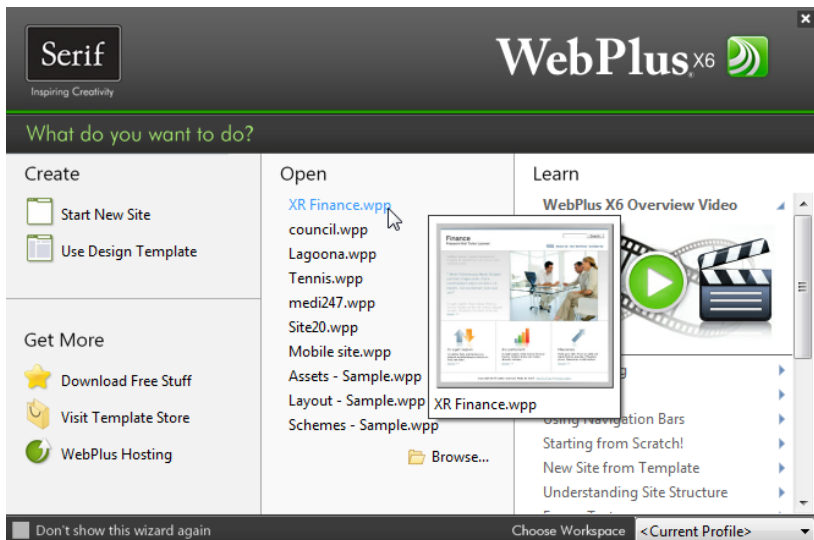 Serif
Inspiring Creativity
WebPlus X6
What do you want to do?
Create
Start New Site
Use Design Template
Get More
Download Free Stuff
Visit Template Store
WebPlus Hosting
Open
XR Finance.wpp
council.wpp
Lagoona.wpp
Tennis.wpp
medi247.wpp
Site20.wpp
Mobile site.wpp
Assets - Sample.wpp
Layout - Sample.wpp
Schemes - Sample.wpp
Browse...
Finance
XR Finance.wpp
Learn
WebPlus X6 Overview Video
Using Navigation Bars
Starting from Scratch!
New Site from Template
Understanding Site Structure
Don't show this wizard again
Choose Workspace
<Current Profile>